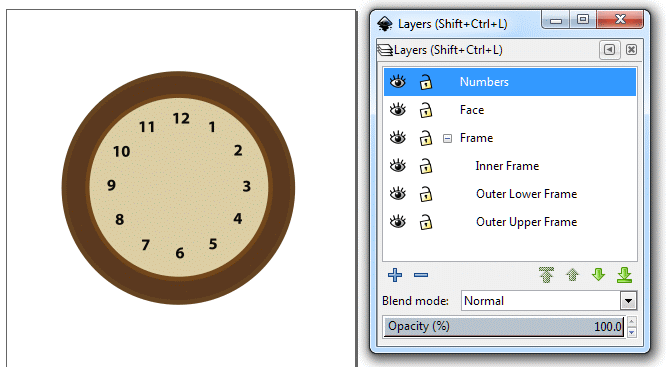 12
11
1
10
2
9
3
8
4
7
5
6
Layers (Shift+Ctrl+L)
Layers (Shift+Ctrl+L)
Numbers
Face
Frame
Inner Frame
Outer Lower Frame
Outer Upper Frame
Blend mode: Normal
Opacity (%) 100.0